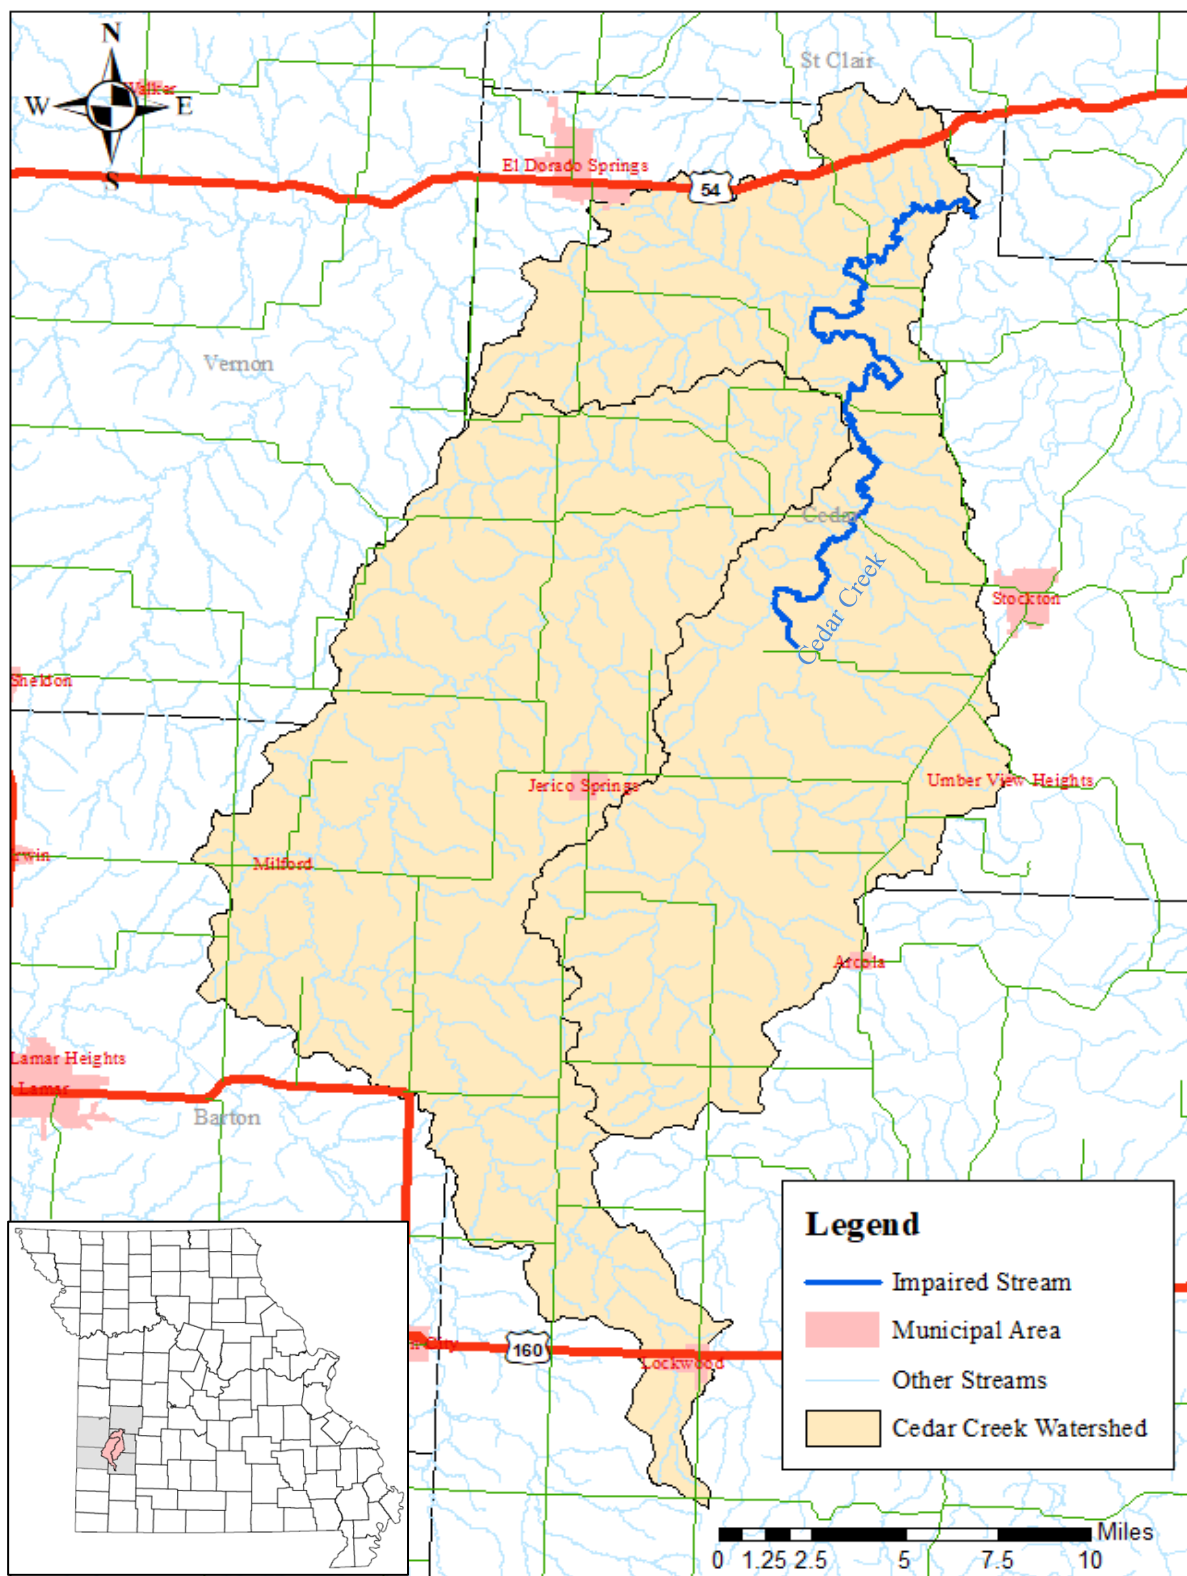 N
St Clair
Walker
W E
El Dorado Springs
S
54
Vernon
Cedar
Cedar Creek
Stockton
Sheldon
Jerico Springs
Umber View Heights
Milford
Arcola
Lamar Heights
Lamar
Barton
Legend
Impaired Stream
Municipal Area
Other Streams
Cedar Creek Watershed
City
160
Lockwood
Miles
0 1.25 2.5 5 7.5 10